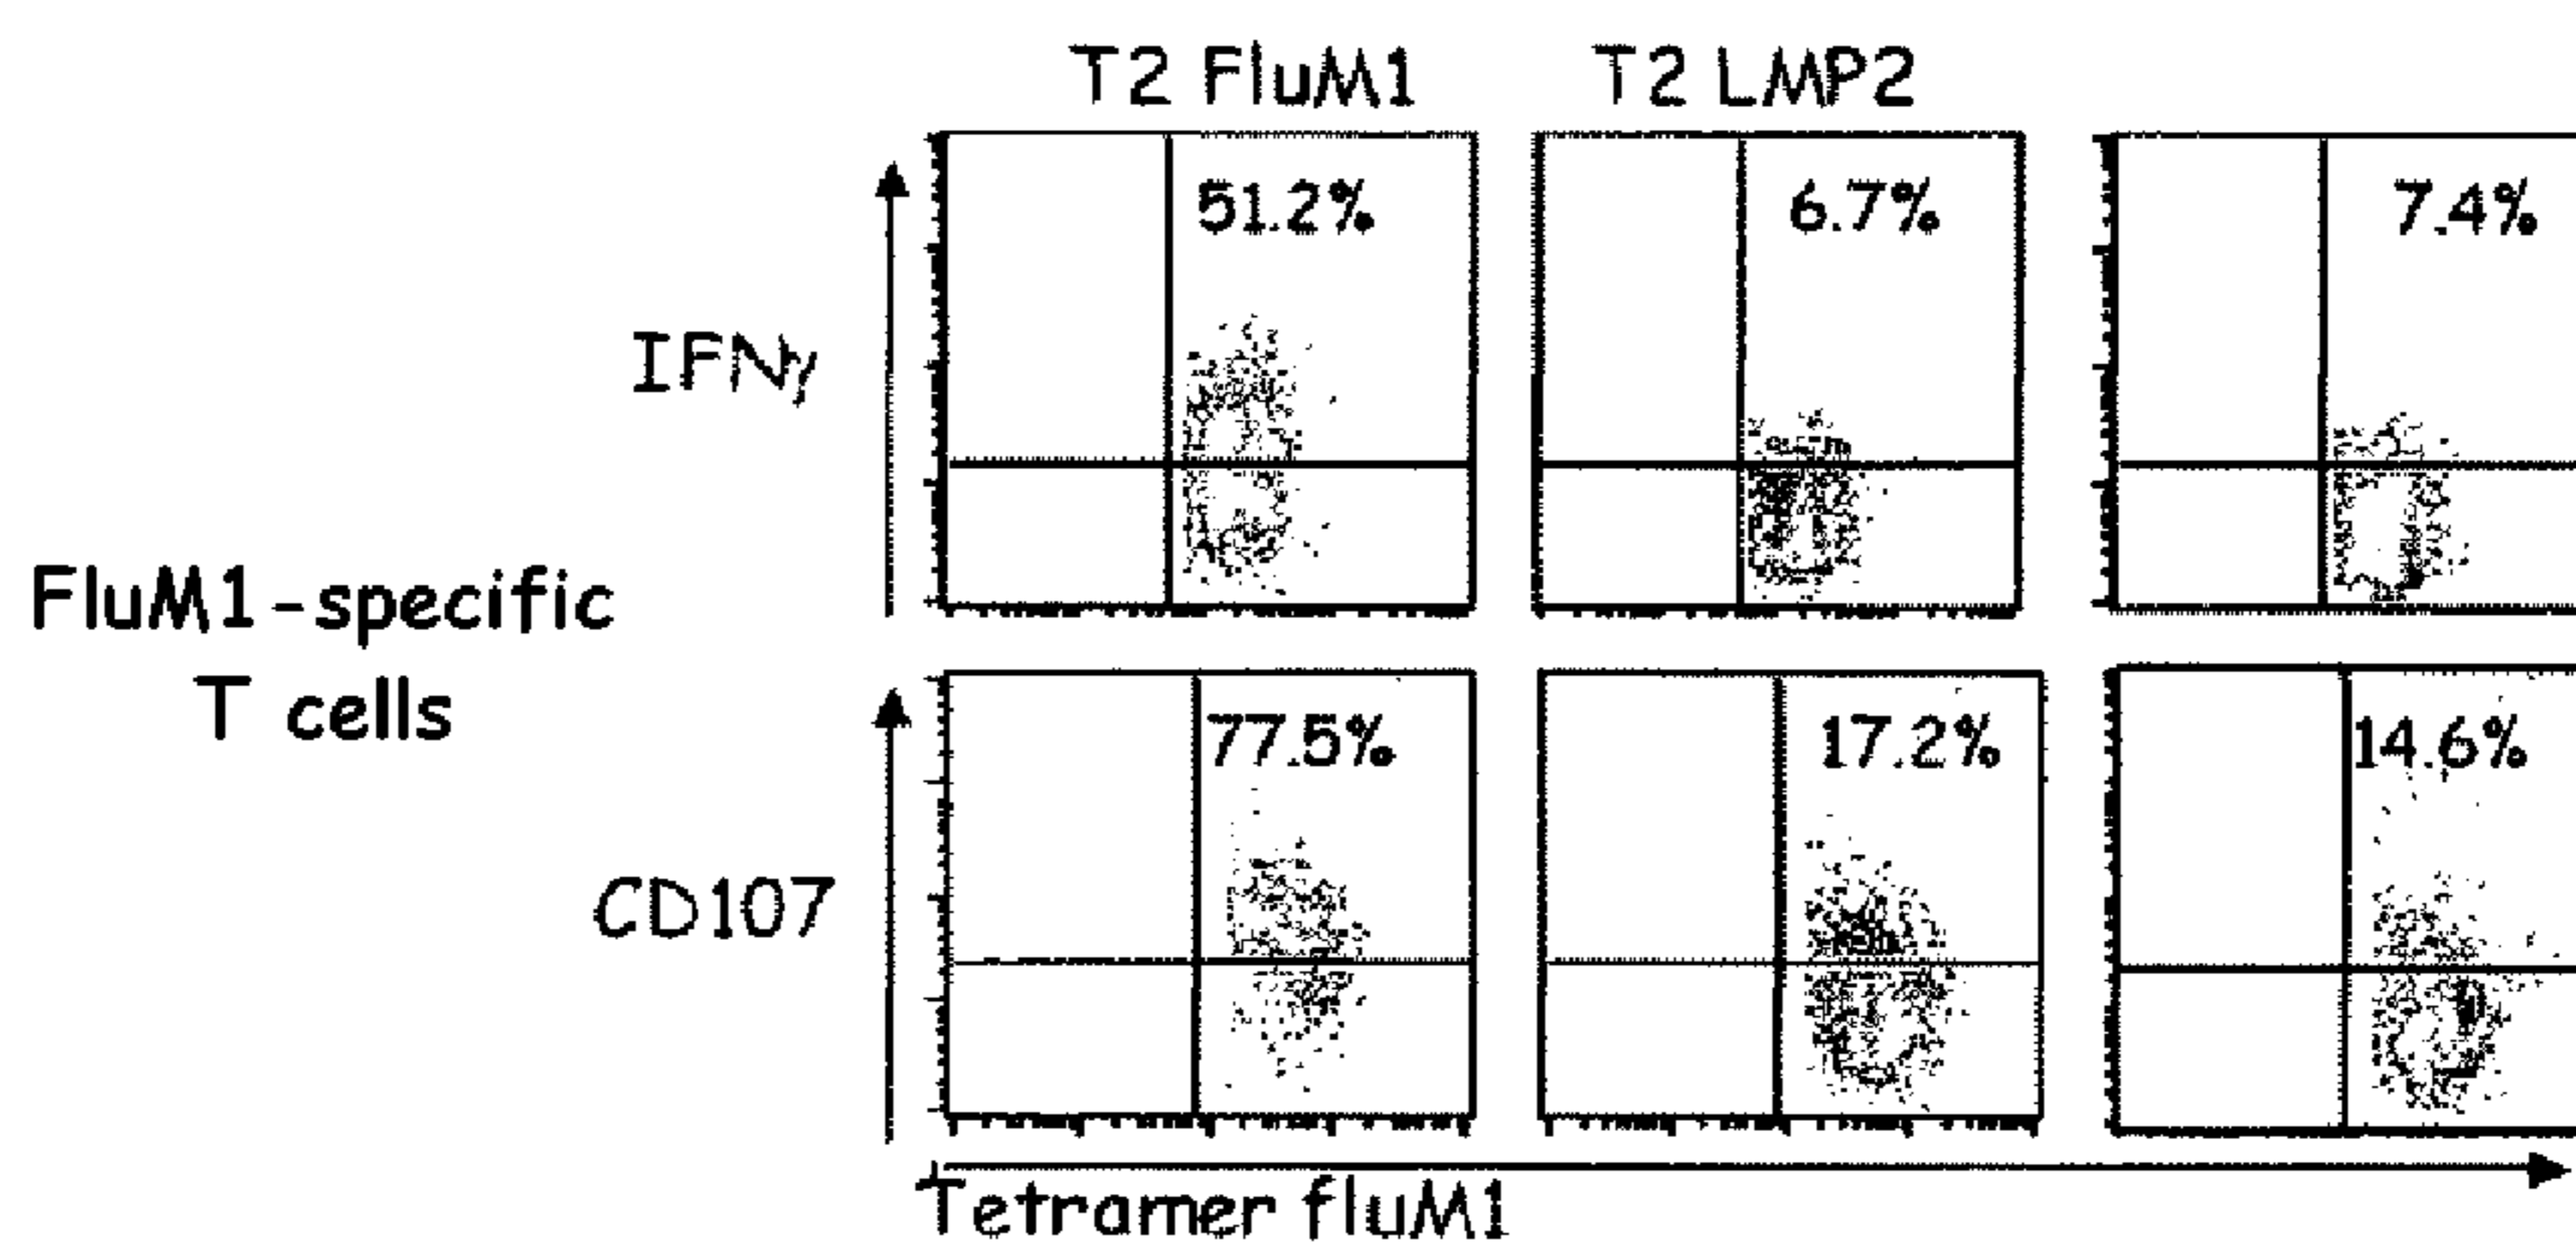 T2 FluM1 T2 LMP2
51.2% 6.7% 7.4%
IFNγ
FluM1-specific
T cells
77.5% 17.2% 14.6%
CD107
Tetramer fluM1